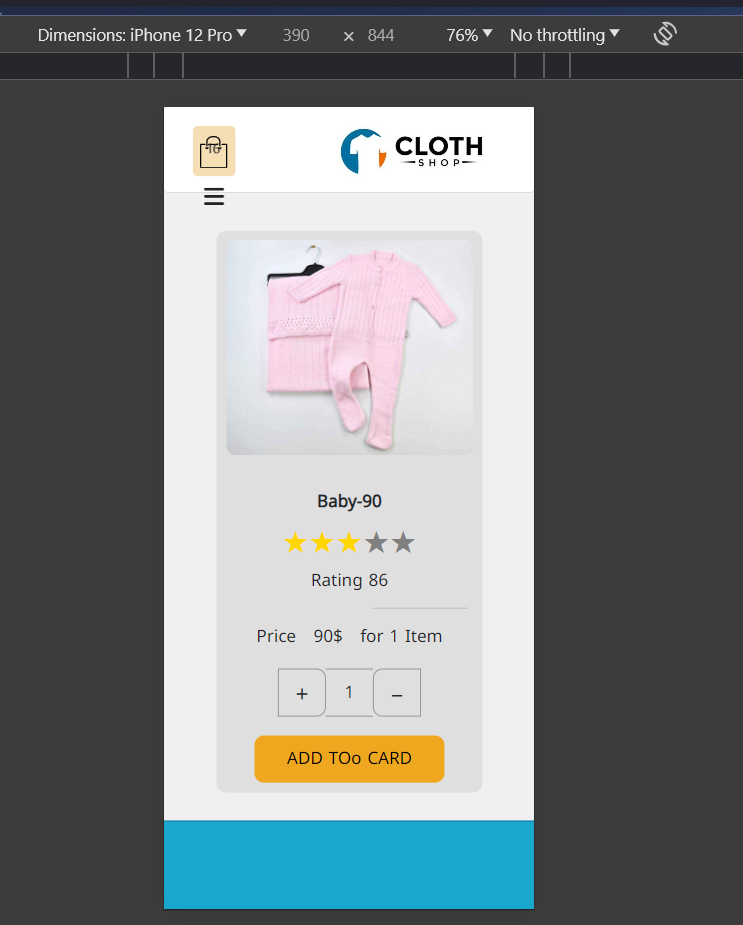 Dimensions: iPhone 12 Pro ▼ 390 × 844 76% ▼ No throttling ▼
16
CLOTH
SHOP
Baby-90
Rating 86
Price 90$ for 1 Item
+ 1 –
ADD TOo CARD